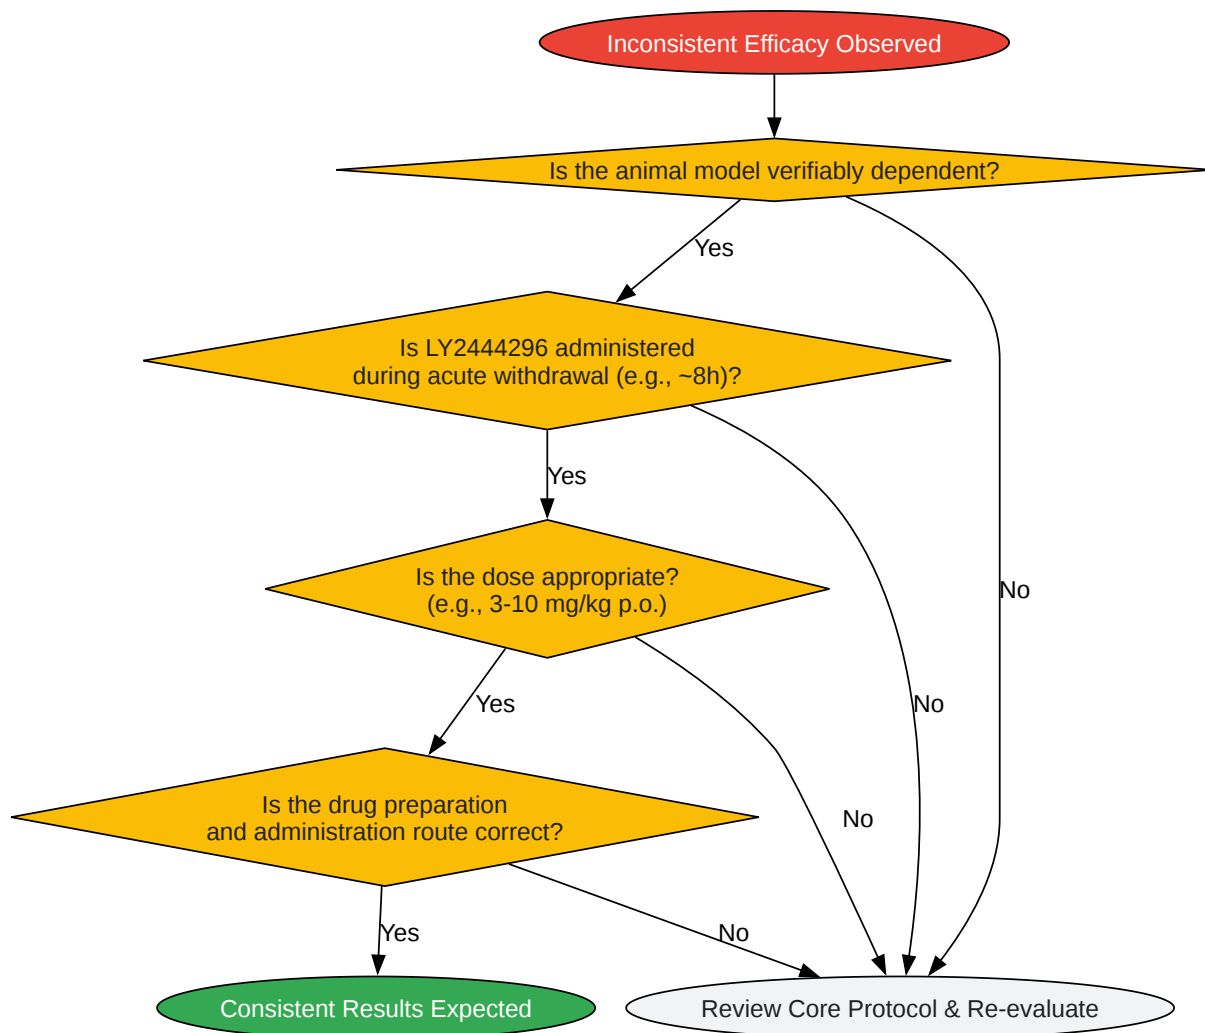 Inconsistent Efficacy Observed
Is the animal model verifiably dependent?
Yes
Is LY2444296 administered
during acute withdrawal (e.g., ~8h)?
Yes
Is the dose appropriate?
(e.g., 3-10 mg/kg p.o.)
No
Yes
No
Is the drug preparation
and administration route correct?
No
Yes
No
Consistent Results Expected
Review Core Protocol & Re-evaluate